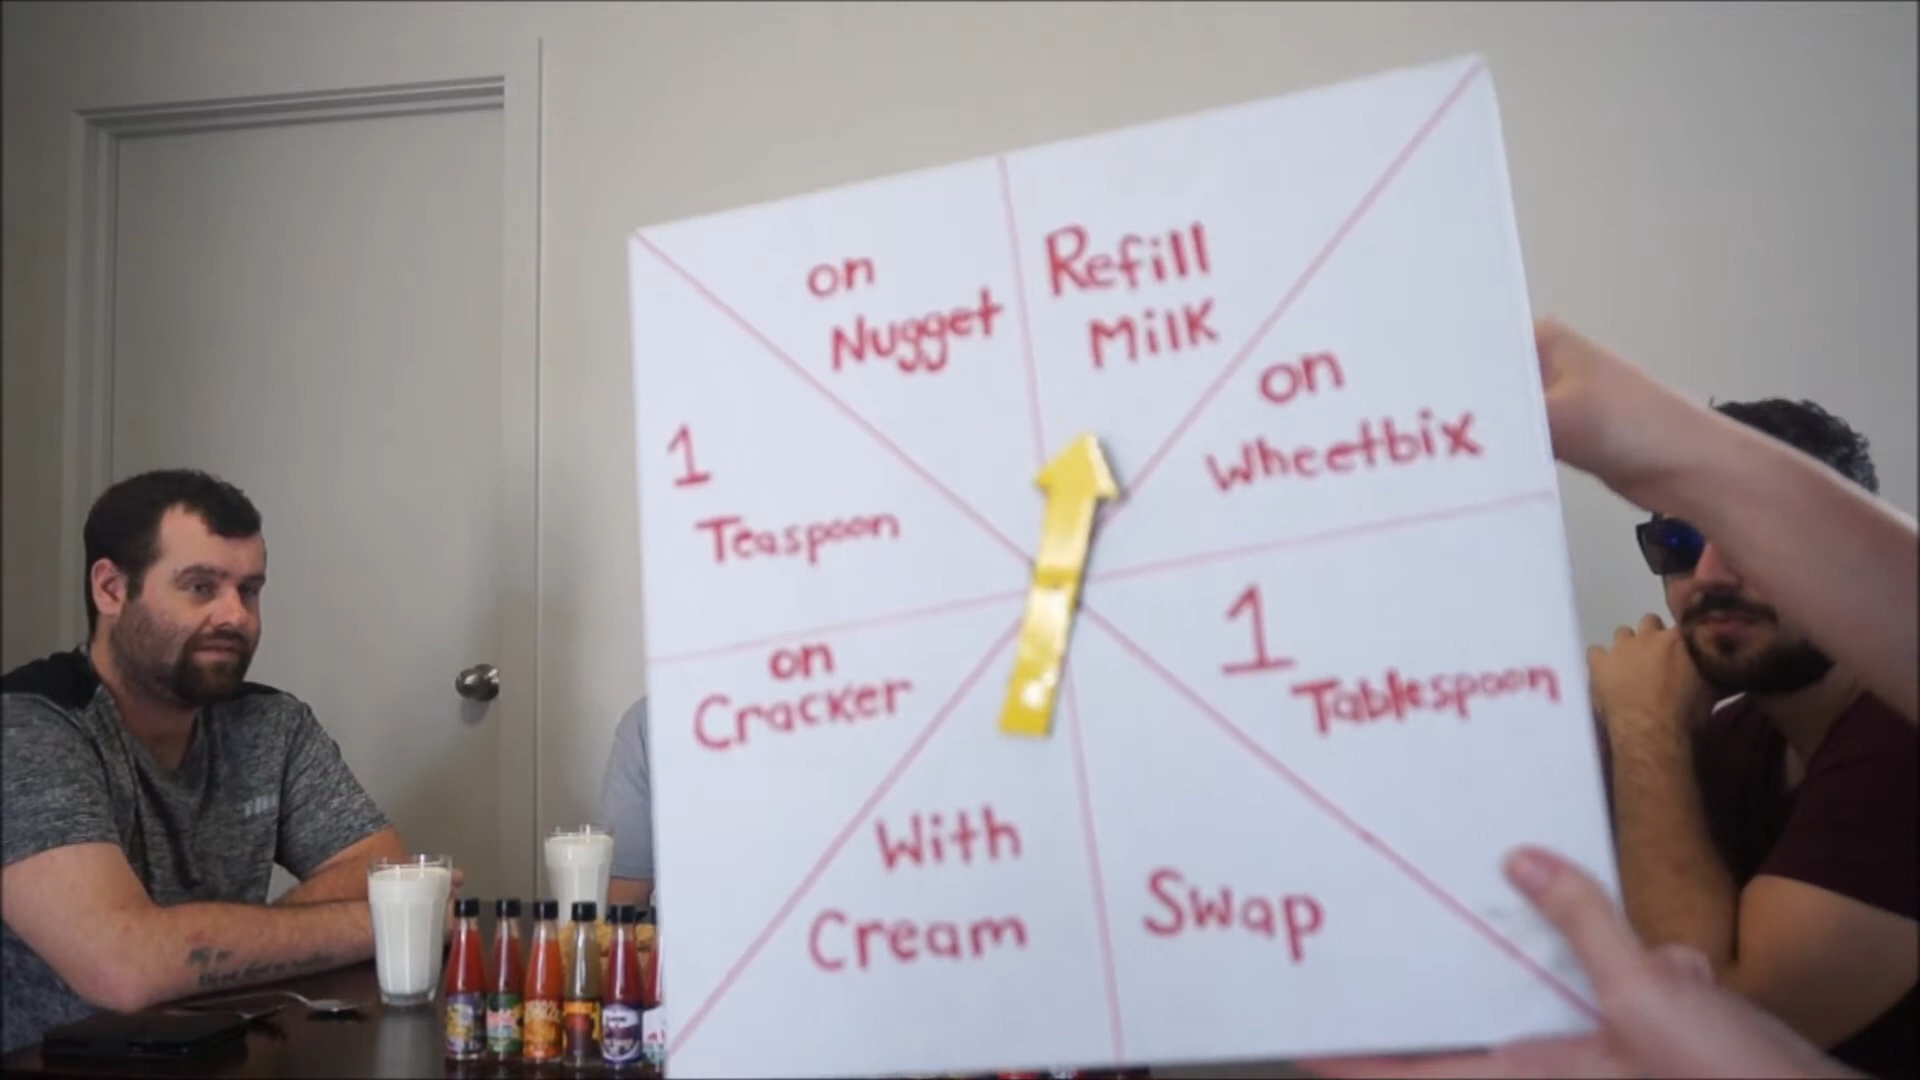 on
Nugget
Refill
Milk
on
Wheetbix
1
Teaspoon
1
Tablespoon
on
Cracker
With
Cream
Swap